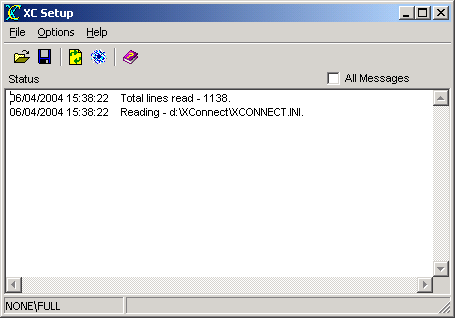 XC Setup
File Options Help
Status All Messages
06/04/2004 15:38:22 Total lines read - 1138.
06/04/2004 15:38:22 Reading - d:\XConnect\XCONNECT.INI.
NONE\FULL